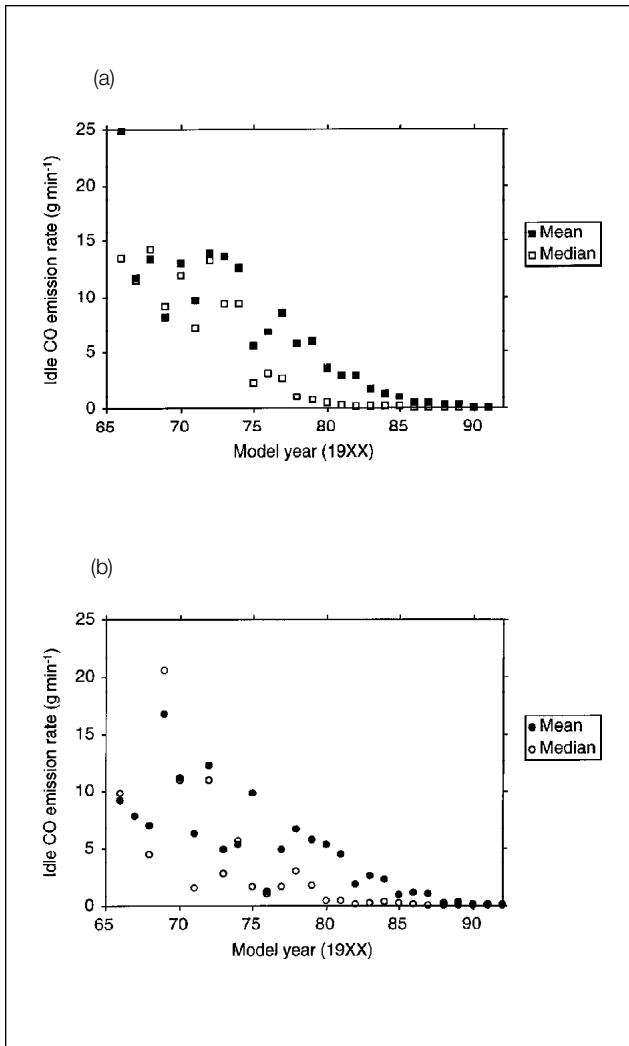 (a)
25
20
15
10
5
0
Idle CO emission rate (g min-1)
65 70 75 80 85 90
Model year (19XX)
Mean
Median
(b)
25
20
15
10
5
0
Idle CO emission rate (g min-1)
65 70 75 80 85 90
Model year (19XX)
Mean
Median